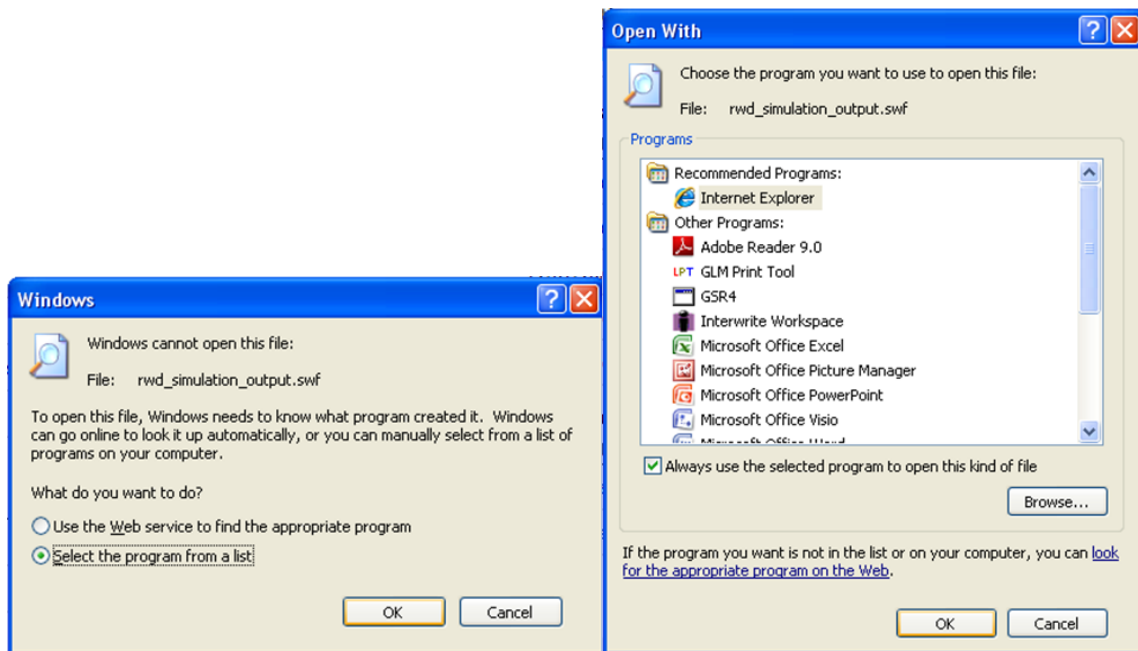 Windows
Windows cannot open this file:
File: rwd_simulation_output.swf
To open this file, Windows needs to know what program created it. Windows
can go online to look it up automatically, or you can manually select from a list of
programs on your computer.
What do you want to do?
Use the Web service to find the appropriate program
Select the program from a list
OK
Cancel
Open With
Choose the program you want to use to open this file:
File: rwd_simulation_output.swf
Programs
Recommended Programs:
Internet Explorer
Other Programs:
Adobe Reader 9.0
LPT GLM Print Tool
GSR4
Interwrite Workspace
Microsoft Office Excel
Microsoft Office Picture Manager
Microsoft Office PowerPoint
Microsoft Office Visio
Microsoft Office Word
Always use the selected program to open this kind of file
Browse...
If the program you want is not in the list or on your computer, you can look
for the appropriate program on the Web.
OK
Cancel